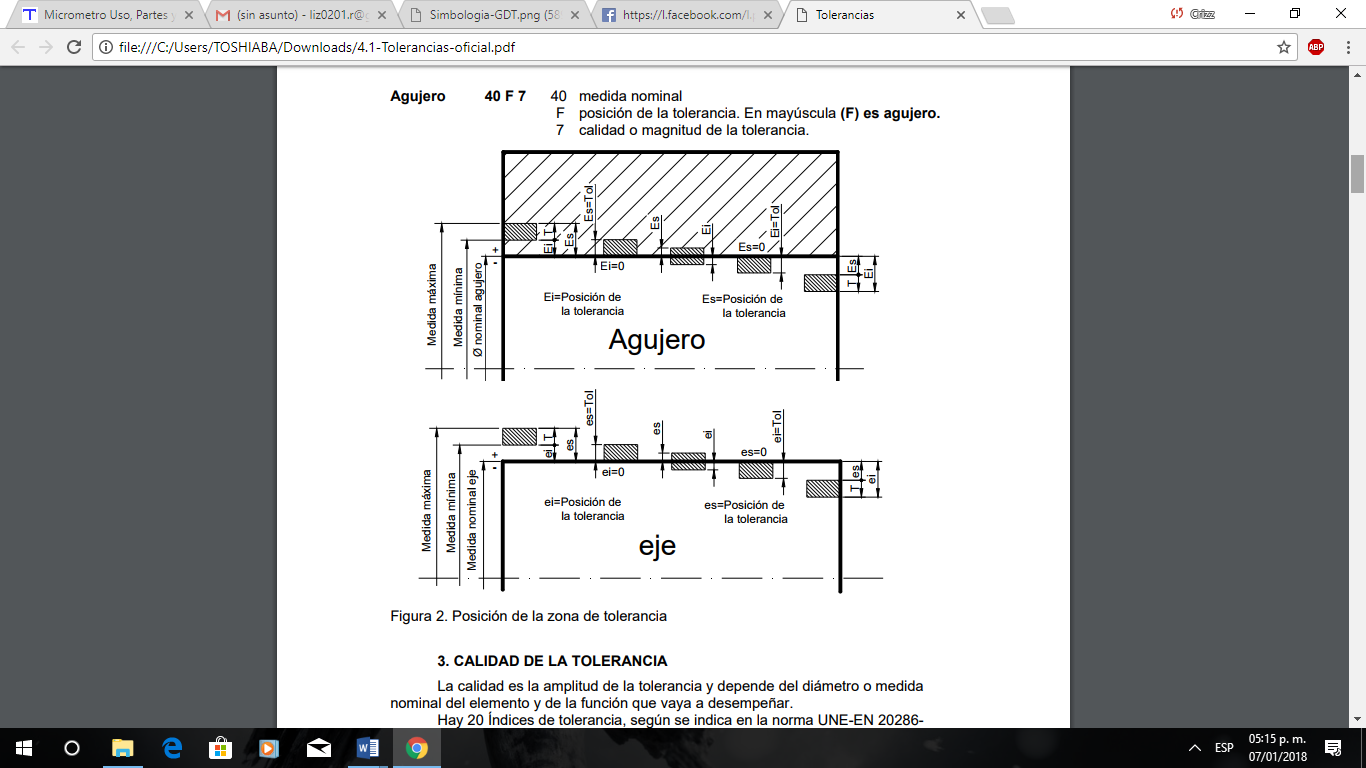 Micrometro Uso, Partes y
(sin asunto) - liz0201.r@g
Simbologia-GDT.png (58
https://l.facebook.com/l.
Tolerancias
Crizz
file:///C:/Users/TOSHIABA/Downloads/4.1-Tolerancias-oficial.pdf
ABP
Agujero 40 F 7 40 medida nominal
F posición de la tolerancia. En mayúscula (F) es agujero.
7 calidad o magnitud de la tolerancia.
Medida máxima
Medida mínima
Ø nominal agujero
+
-
Ei
T
Es
Es=Tol
Ei=0
Es
Ei
Es=0
Ei=Tol
T
Es
Ei
Ei=Posición de
la tolerancia
Es=Posición de
la tolerancia
Agujero
Medida máxima
Medida mínima
Medida nominal eje
+
-
ei
T
es
es=Tol
ei=0
es
ei
es=0
ei=Tol
T
es
ei
ei=Posición de
la tolerancia
es=Posición de
la tolerancia
eje
Figura 2. Posición de la zona de tolerancia
3. CALIDAD DE LA TOLERANCIA
La calidad es la amplitud de la tolerancia y depende del diámetro o medida
nominal del elemento y de la función que vaya a desempeñar.
Hay 20 Índices de tolerancia, según se indica en la norma UNE-EN 20286-
ESP
05:15 p. m.
07/01/2018